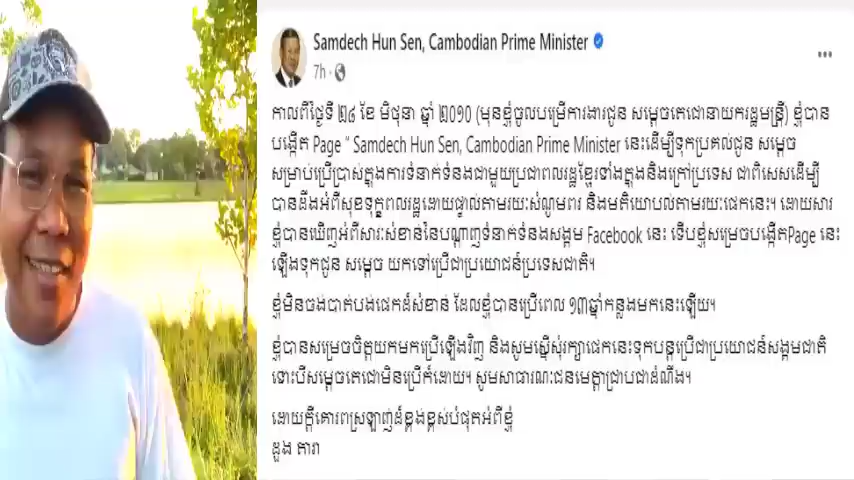 Samdech Hun Sen, Cambodian Prime Minister
7h ·
កាលពីថ្ងៃទី ២៤ ខែ មិថុនា ឆ្នាំ ២០១០ (មុនខ្ញុំចូលបម្រើការងារជូន សម្តេចតេជោនាយករដ្ឋមន្ត្រី) ខ្ញុំបាន
បង្កើត Page “ Samdech Hun Sen, Cambodian Prime Minister នេះដើម្បីទុកប្រគល់ជូន សម្តេច
សម្រាប់ប្រើប្រាស់ក្នុងការទំនាក់ទំនងជាមួយប្រជាពលរដ្ឋខ្មែរទាំងក្នុងនិងក្រៅប្រទេស ជាពិសេសដើម្បី
បានដឹងអំពីសុខទុក្ខពលរដ្ឋដោយផ្ទាល់តាមរយៈសំណូមពរ និងមតិយោបល់តាមរយៈផេកនេះ។ ដោយសារ
ខ្ញុំបានឃើញអំពីសារៈសំខាន់នៃបណ្តាញទំនាក់ទំនងសង្គម Facebook នេះ ទើបខ្ញុំសម្រេចបង្កើតPage នេះ
ឡើងទុកជូន សម្តេច យកទៅប្រើជាប្រយោជន៍ប្រទេសជាតិ។
ខ្ញុំមិនចង់បាត់បង់ផេកដ៏សំខាន់ ដែលខ្ញុំបានប្រើពេល ១៣ឆ្នាំកន្លងមកនេះឡើយ។
ខ្ញុំបានសម្រេចចិត្តយកមកប្រើឡើងវិញ និងសូមស្នើសុំរក្សាផេកនេះទុកបន្តប្រើជាប្រយោជន៍សង្គមជាតិ
ទោះបីសម្តេចតេជោមិនប្រើក៏ដោយ។ សូមសាធារណៈជនមេត្តាជ្រាបជាដំណឹង។
ដោយក្តីគោរពស្រឡាញ់ដ៏ខ្ពង់ខ្ពស់បំផុតអំពីខ្ញុំ
ដួង តារា